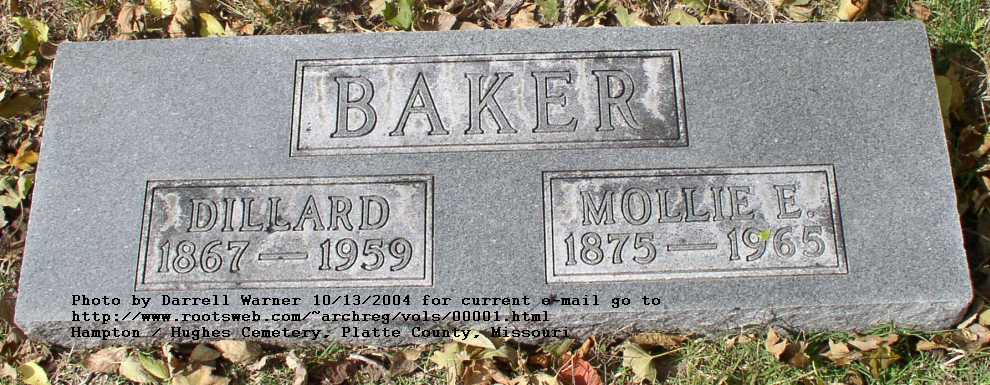 BAKER
DILLARD
1867 — 1959
MOLLIE E.
1875 — 1965
Photo by Darrell Warner 10/13/2004 for current e-mail go to
http://www.rootsweb.com/~archreg/vols/00001.html
Hampton / Hughes Cemetery, Platte County, Missouri